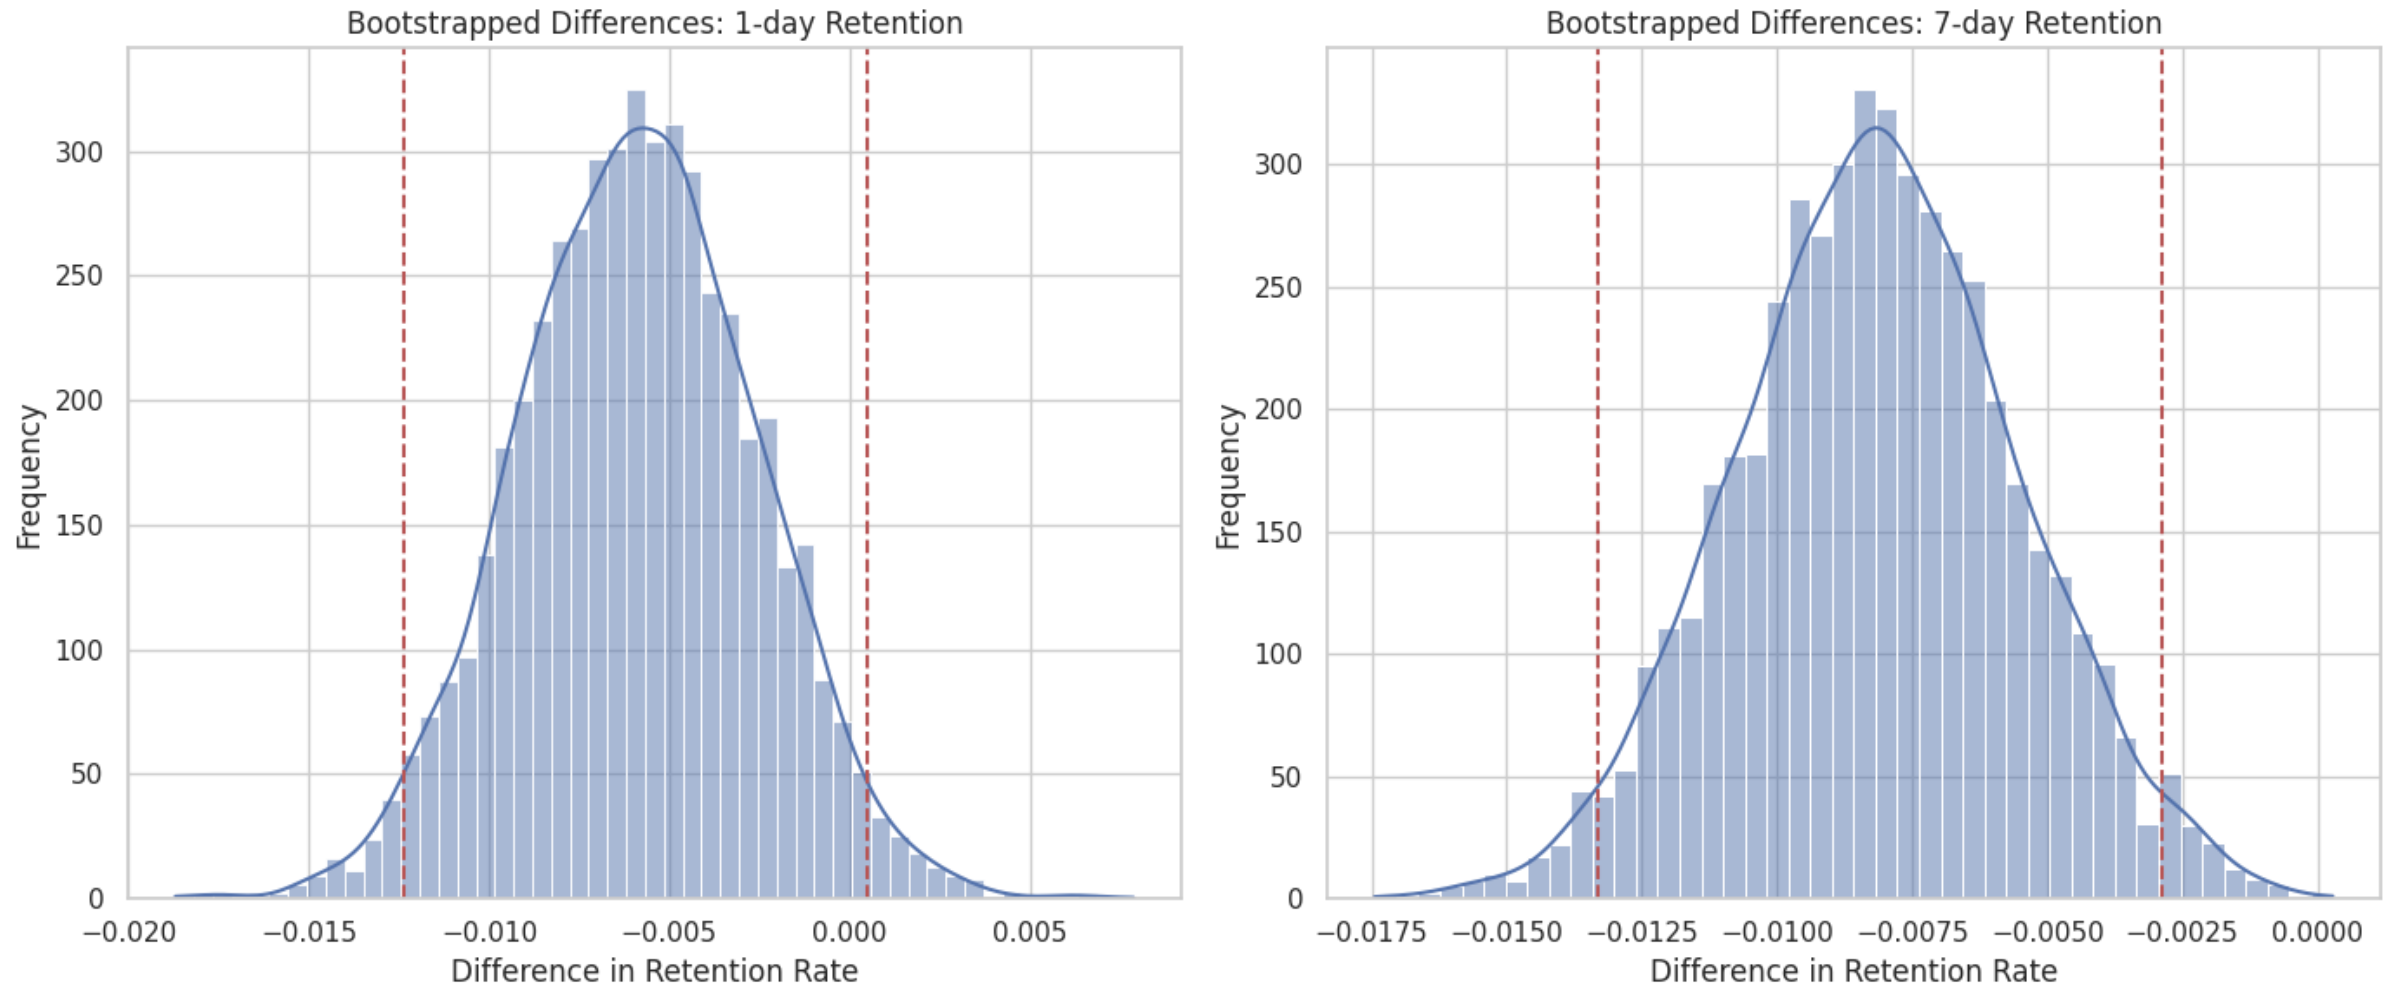 Bootstrapped Differences: 1-day Retention
300
250
200
150
100
50
0
Frequency
−0.020 −0.015 −0.010 −0.005 0.000 0.005
Difference in Retention Rate
Bootstrapped Differences: 7-day Retention
300
250
200
150
100
50
0
Frequency
−0.0175 −0.0150 −0.0125 −0.0100 −0.0075 −0.0050 −0.0025 0.0000
Difference in Retention Rate